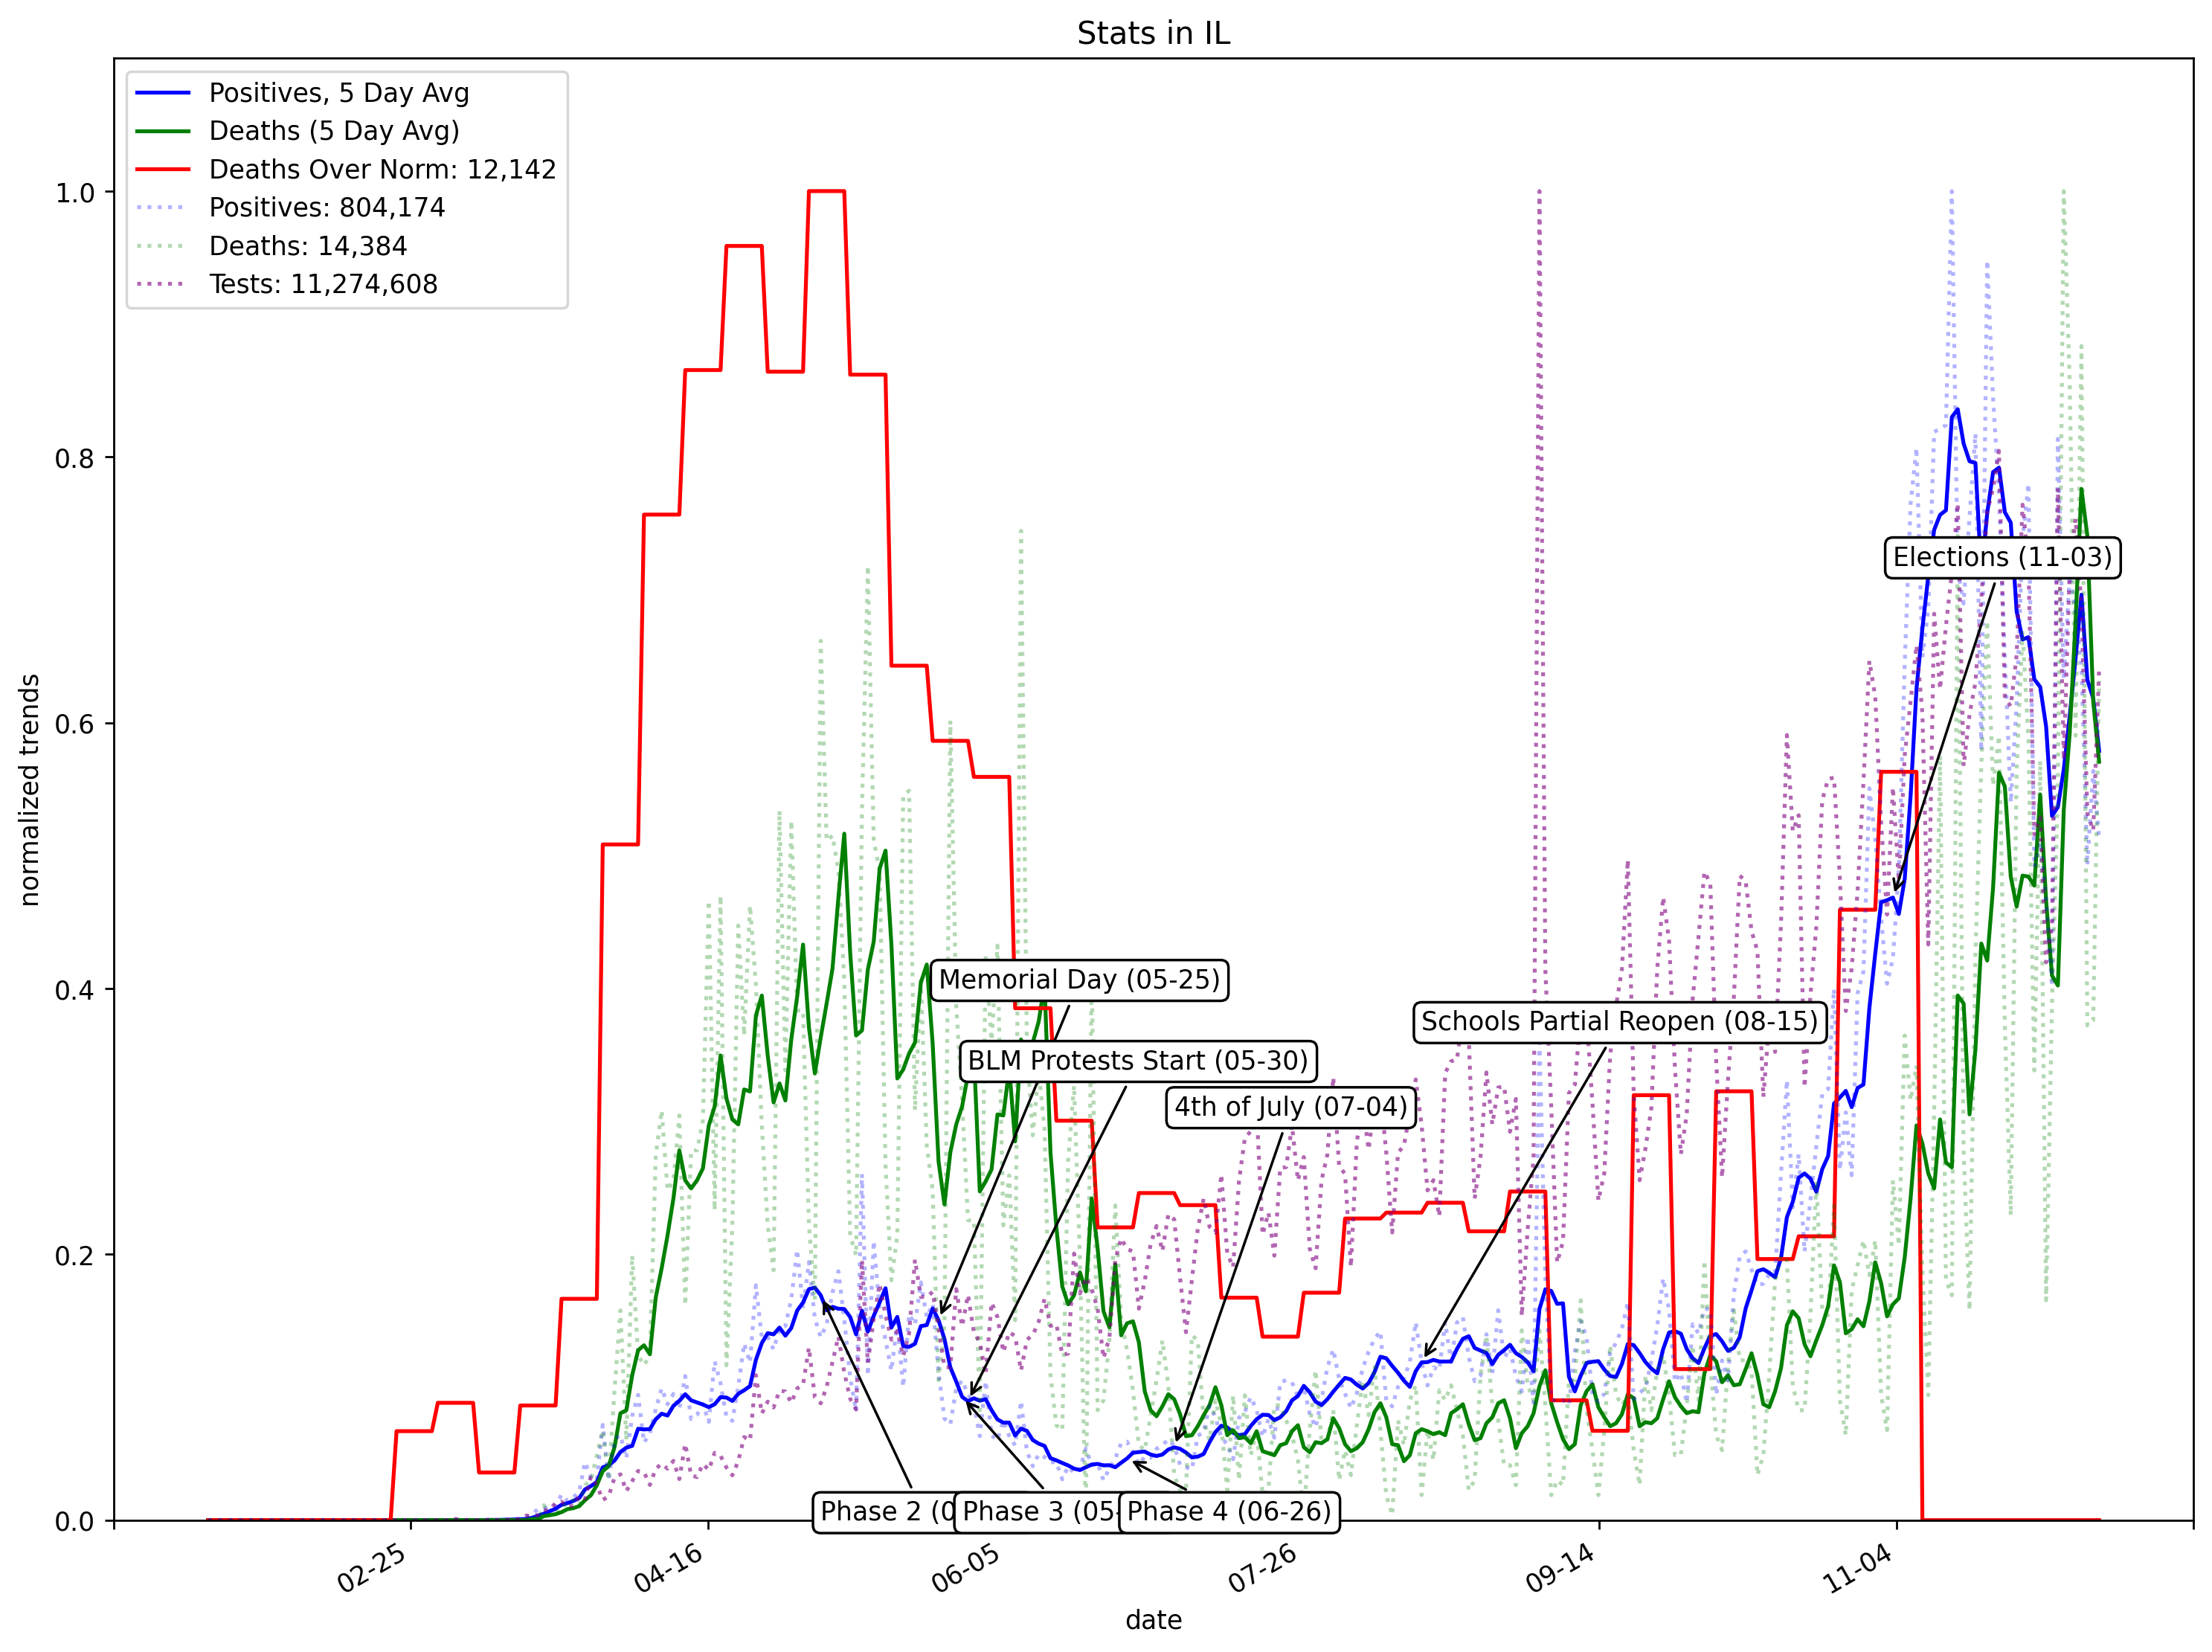 Stats in IL
Positives, 5 Day Avg
Deaths (5 Day Avg)
Deaths Over Norm: 12,142
Positives: 804,174
Deaths: 14,384
Tests: 11,274,608
1.0
0.8
0.6
0.4
0.2
0.0
normalized trends
Elections (11-03)
Memorial Day (05-25)
Schools Partial Reopen (08-15)
BLM Protests Start (05-30)
4th of July (07-04)
Phase 2 (0
Phase 3 (05-
Phase 4 (06-26)
02-25
04-16
06-05
07-26
09-14
11-04
date